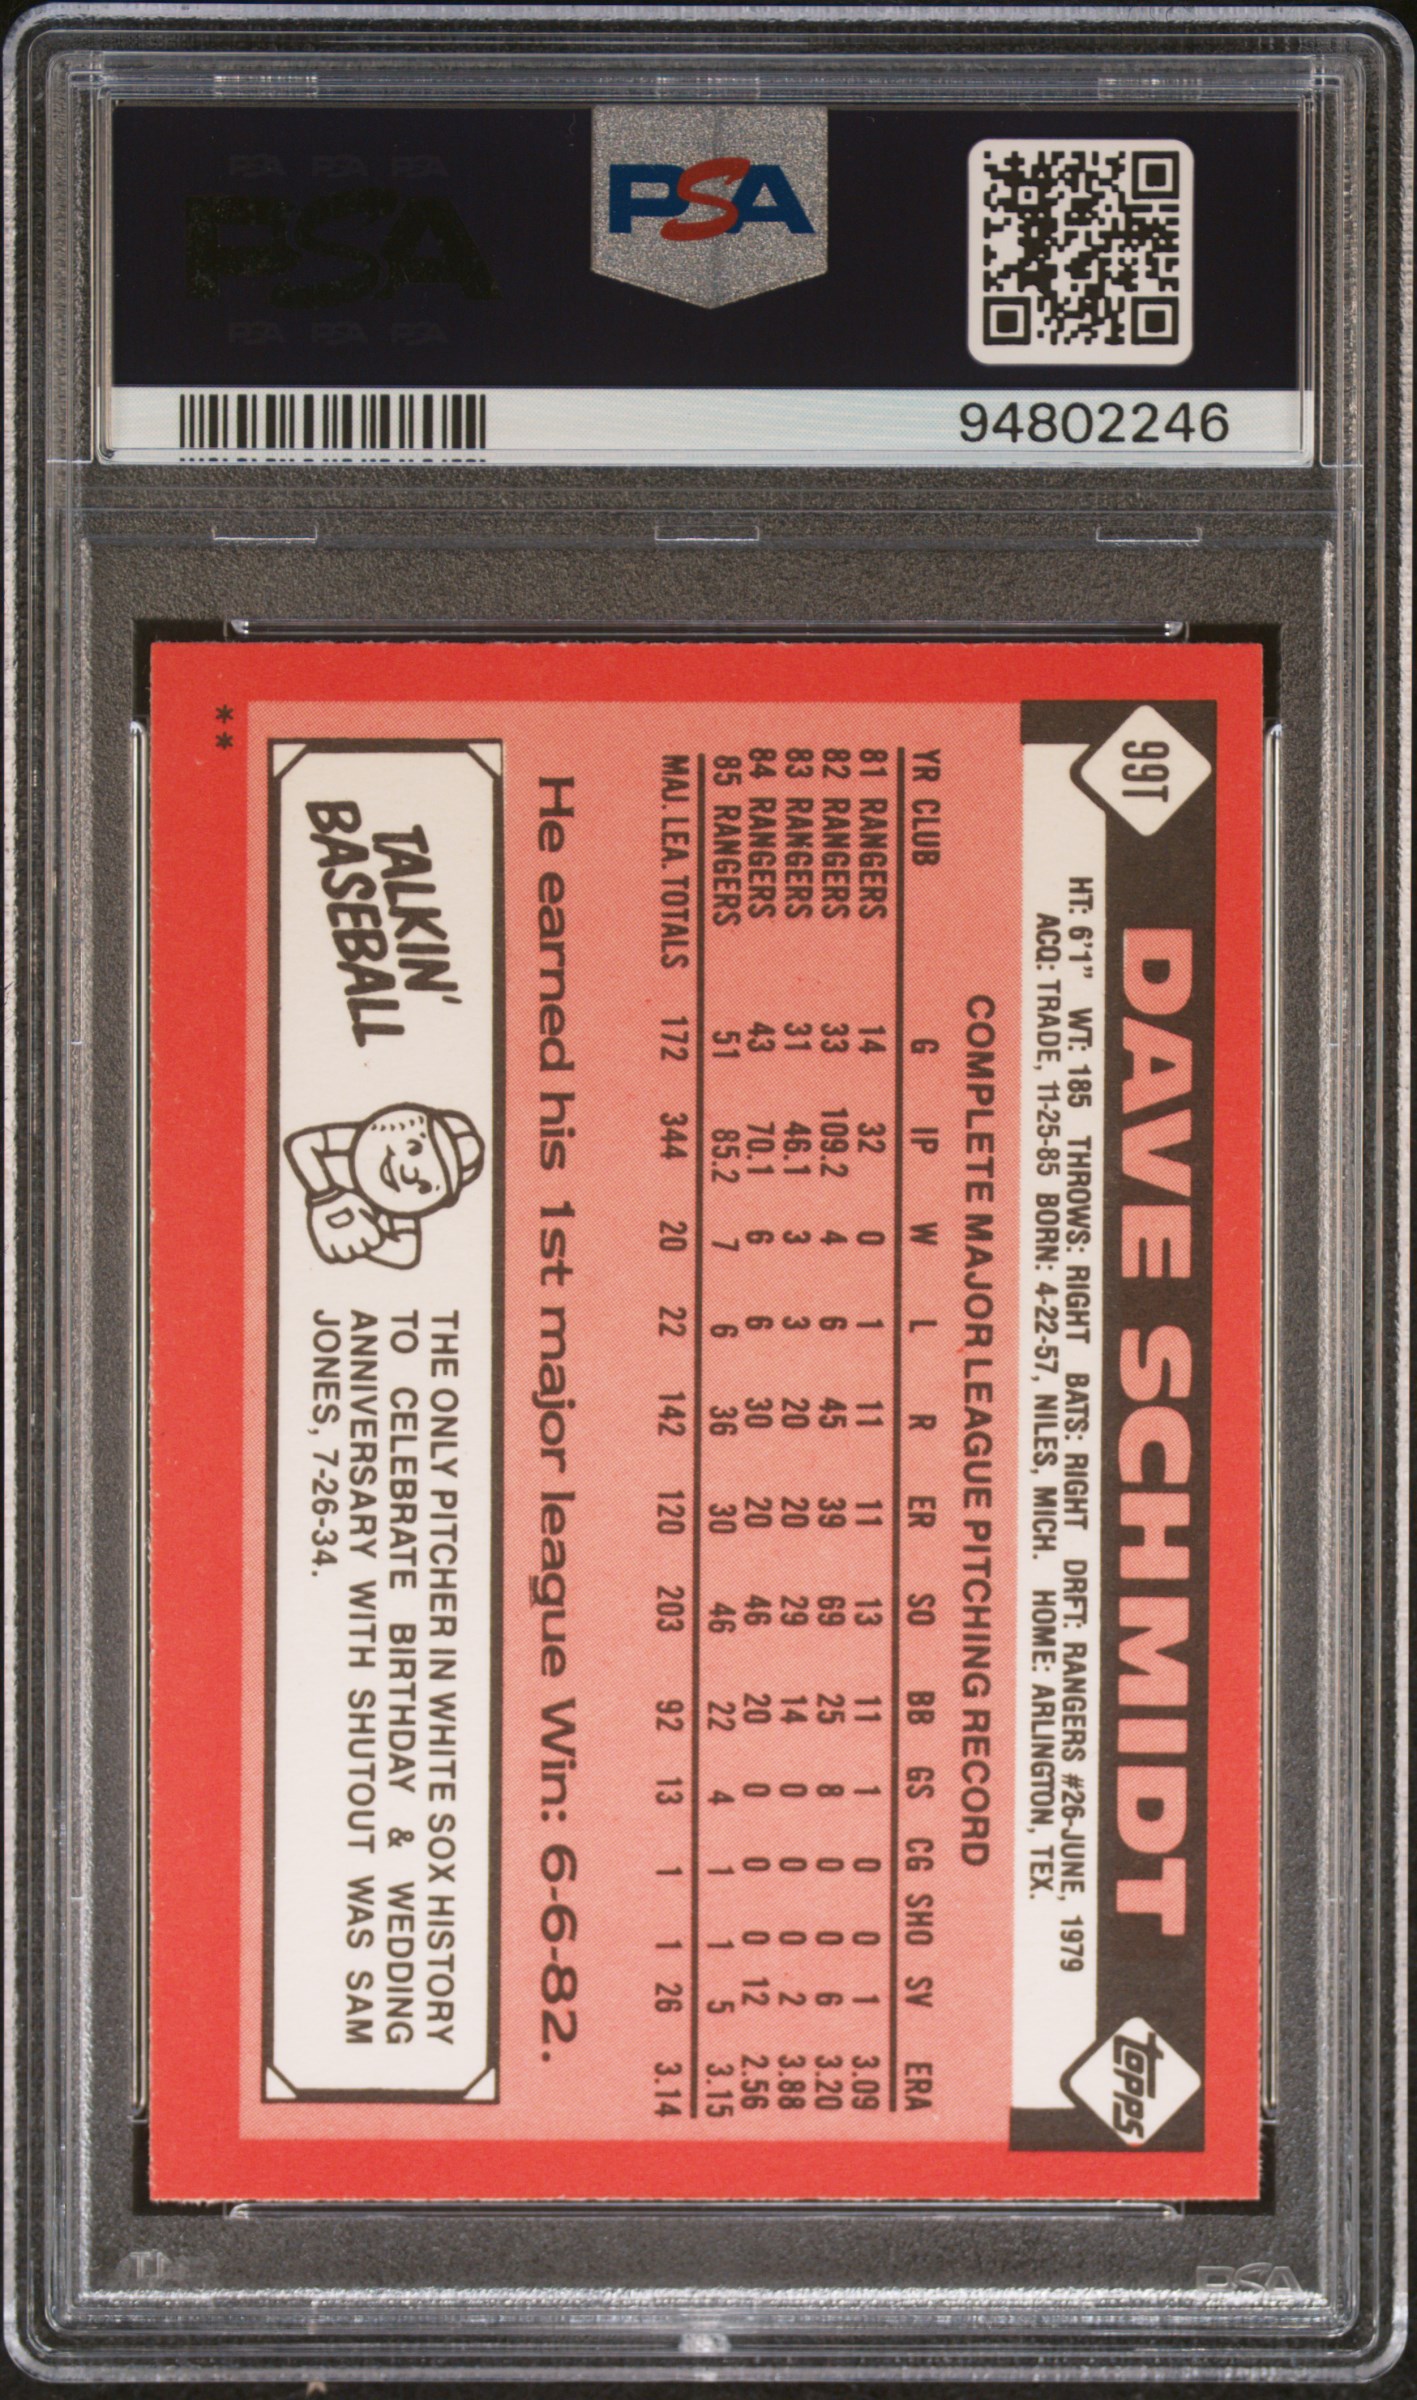 PSA PSA PSA
PSA
PSA PSA PSA
PSA
94802246
99T
DAVE SCHMIDT
topps
HT: 6'1" WT: 185 THROWS: RIGHT BATS: RIGHT DRFT: RANGERS #26-JUNE, 1979
ACQ: TRADE, 11-25-85 BORN: 4-22-57, NILES, MICH. HOME: ARLINGTON, TEX.
COMPLETE MAJOR LEAGUE PITCHING RECORD
YR CLUB G IP W L R ER SO BB GS CG SHO SV ERA
81 RANGERS 14 32 0 1 11 11 13 11 1 0 0 1 3.09
82 RANGERS 33 109.2 4 6 45 39 69 25 8 0 0 6 3.20
83 RANGERS 31 46.1 3 3 20 20 29 14 0 0 0 2 3.88
84 RANGERS 43 70.1 6 6 30 20 46 20 0 0 0 12 2.56
85 RANGERS 51 85.2 7 6 36 30 46 22 4 1 1 5 3.15
MAJ. LEA. TOTALS 172 344 20 22 142 120 203 92 13 1 1 26 3.14
He earned his 1st major league Win: 6-6-82.
TALKIN'
BASEBALL
THE ONLY PITCHER IN WHITE SOX HISTORY
TO CELEBRATE BIRTHDAY & WEDDING
ANNIVERSARY WITH SHUTOUT WAS SAM
JONES, 7-26-34.
**
PSA